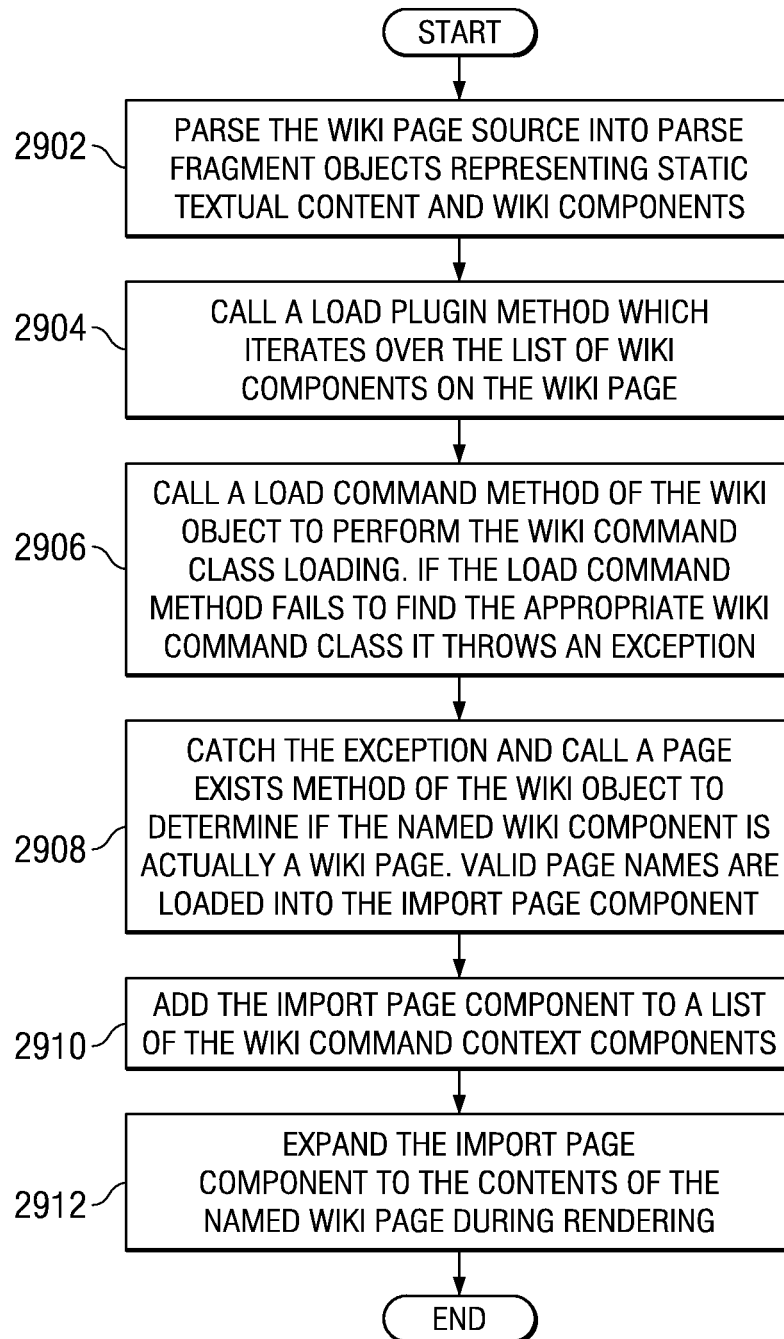 START
2902
PARSE THE WIKI PAGE SOURCE INTO PARSE
FRAGMENT OBJECTS REPRESENTING STATIC
TEXTUAL CONTENT AND WIKI COMPONENTS
2904
CALL A LOAD PLUGIN METHOD WHICH
ITERATES OVER THE LIST OF WIKI
COMPONENTS ON THE WIKI PAGE
2906
CALL A LOAD COMMAND METHOD OF THE WIKI
OBJECT TO PERFORM THE WIKI COMMAND
CLASS LOADING. IF THE LOAD COMMAND
METHOD FAILS TO FIND THE APPROPRIATE WIKI
COMMAND CLASS IT THROWS AN EXCEPTION
2908
CATCH THE EXCEPTION AND CALL A PAGE
EXISTS METHOD OF THE WIKI OBJECT TO
DETERMINE IF THE NAMED WIKI COMPONENT IS
ACTUALLY A WIKI PAGE. VALID PAGE NAMES ARE
LOADED INTO THE IMPORT PAGE COMPONENT
2910
ADD THE IMPORT PAGE COMPONENT TO A LIST
OF THE WIKI COMMAND CONTEXT COMPONENTS
2912
EXPAND THE IMPORT PAGE
COMPONENT TO THE CONTENTS OF THE
NAMED WIKI PAGE DURING RENDERING
END